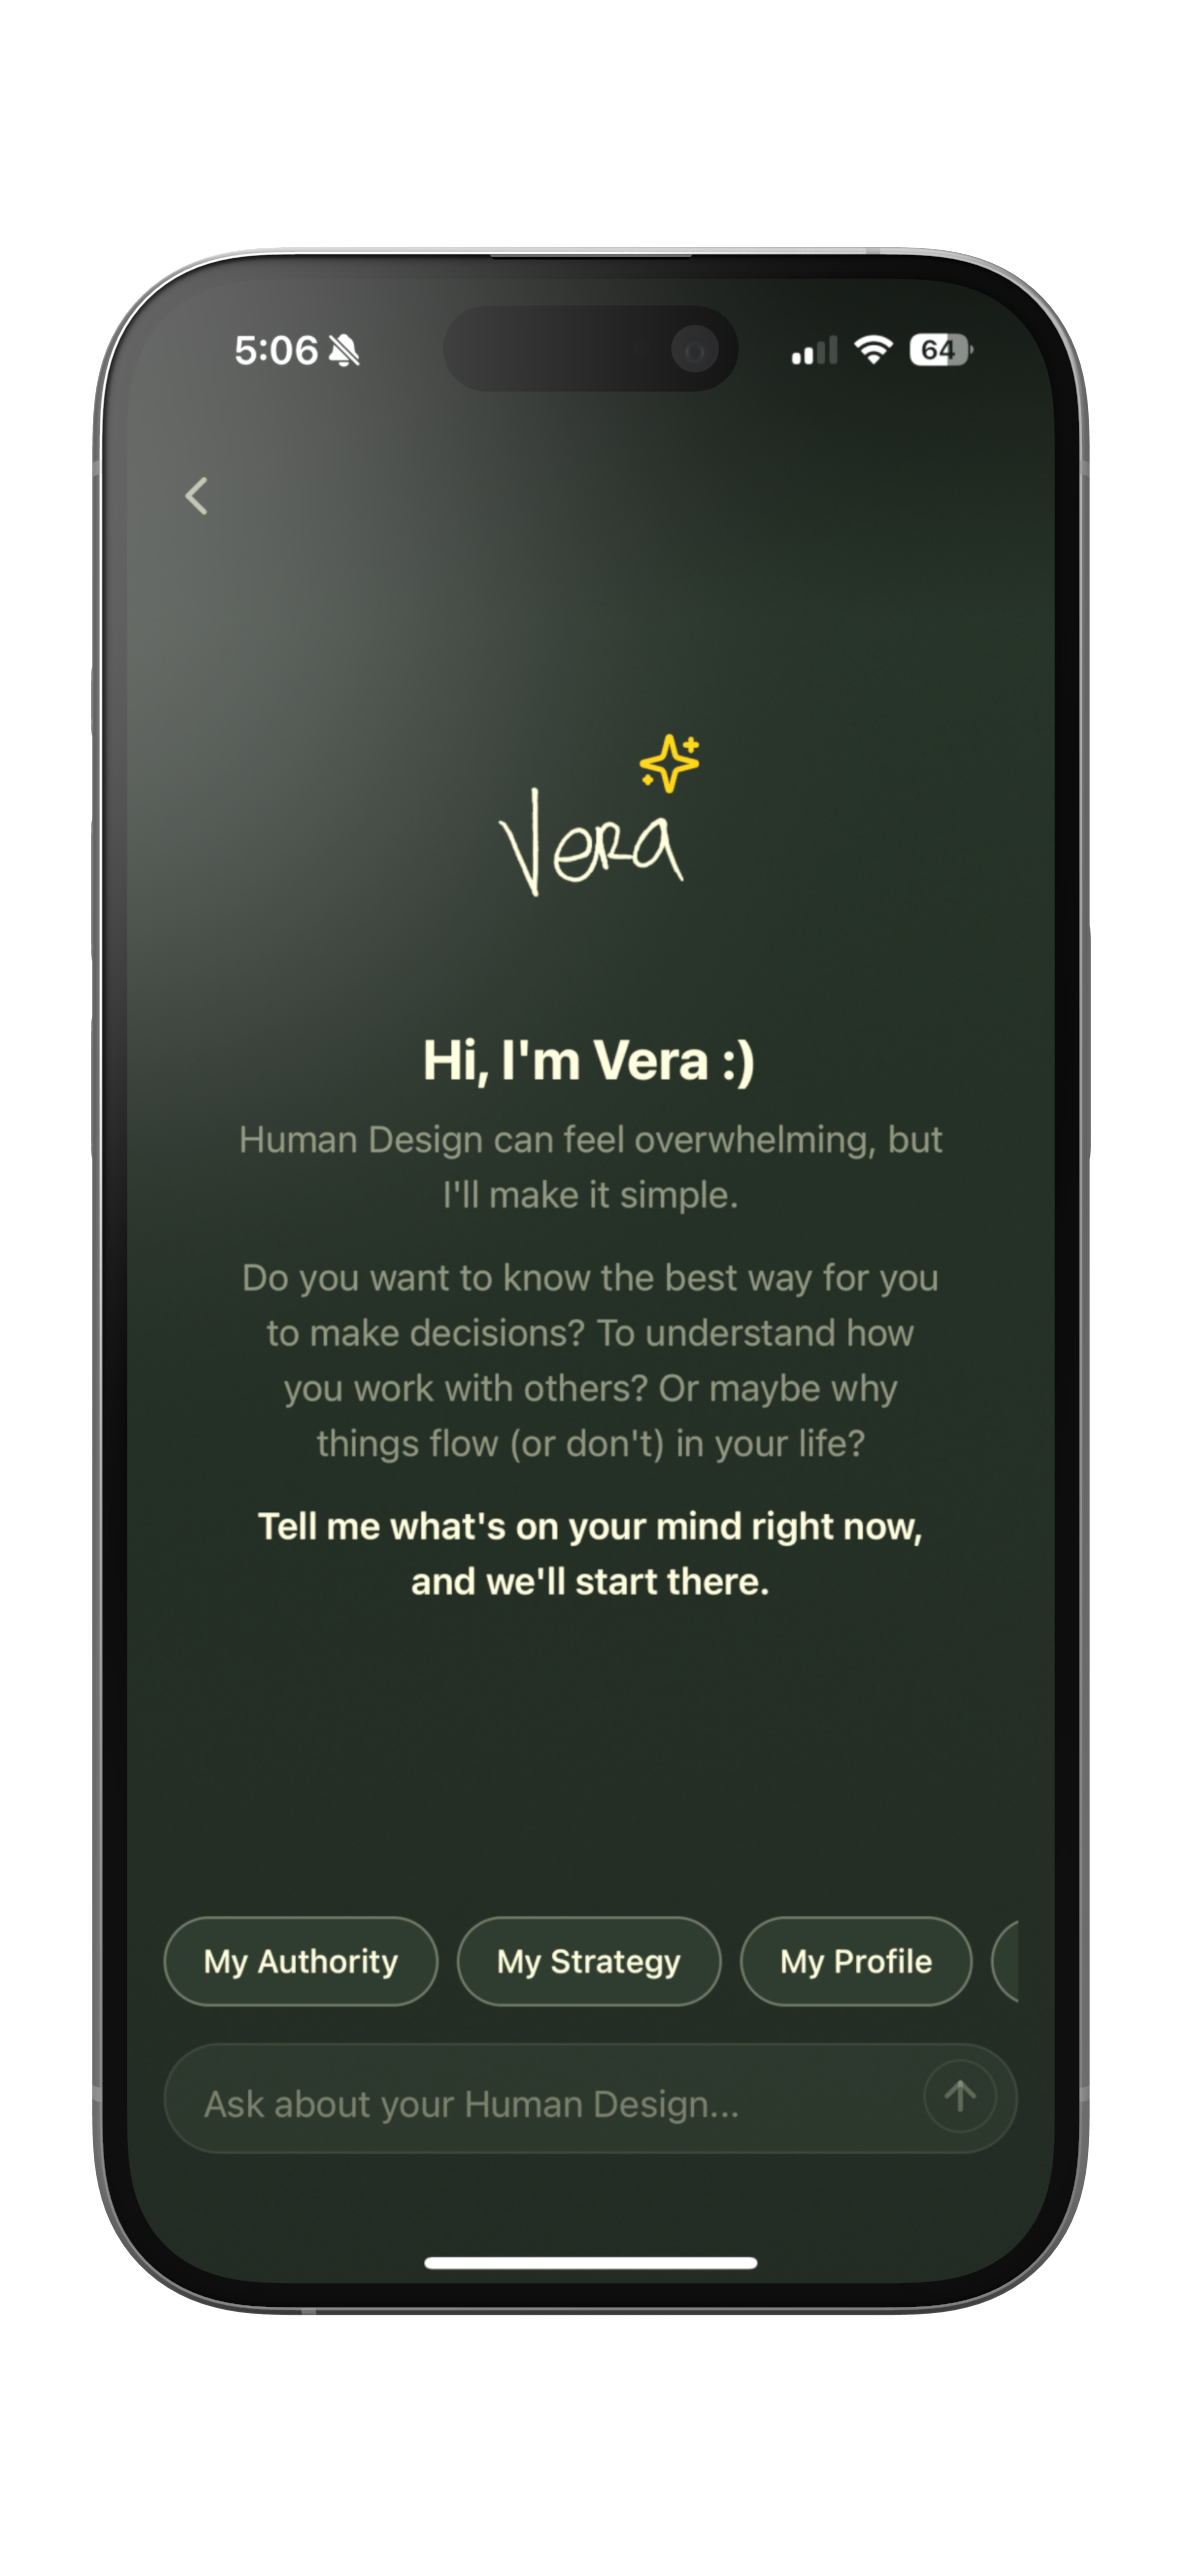 5:06
64
Vera
Hi, I'm Vera :)
Human Design can feel overwhelming, but
I'll make it simple.
Do you want to know the best way for you
to make decisions? To understand how
you work with others? Or maybe why
things flow (or don't) in your life?
Tell me what's on your mind right now,
and we'll start there.
My Authority
My Strategy
My Profile
Ask about your Human Design...